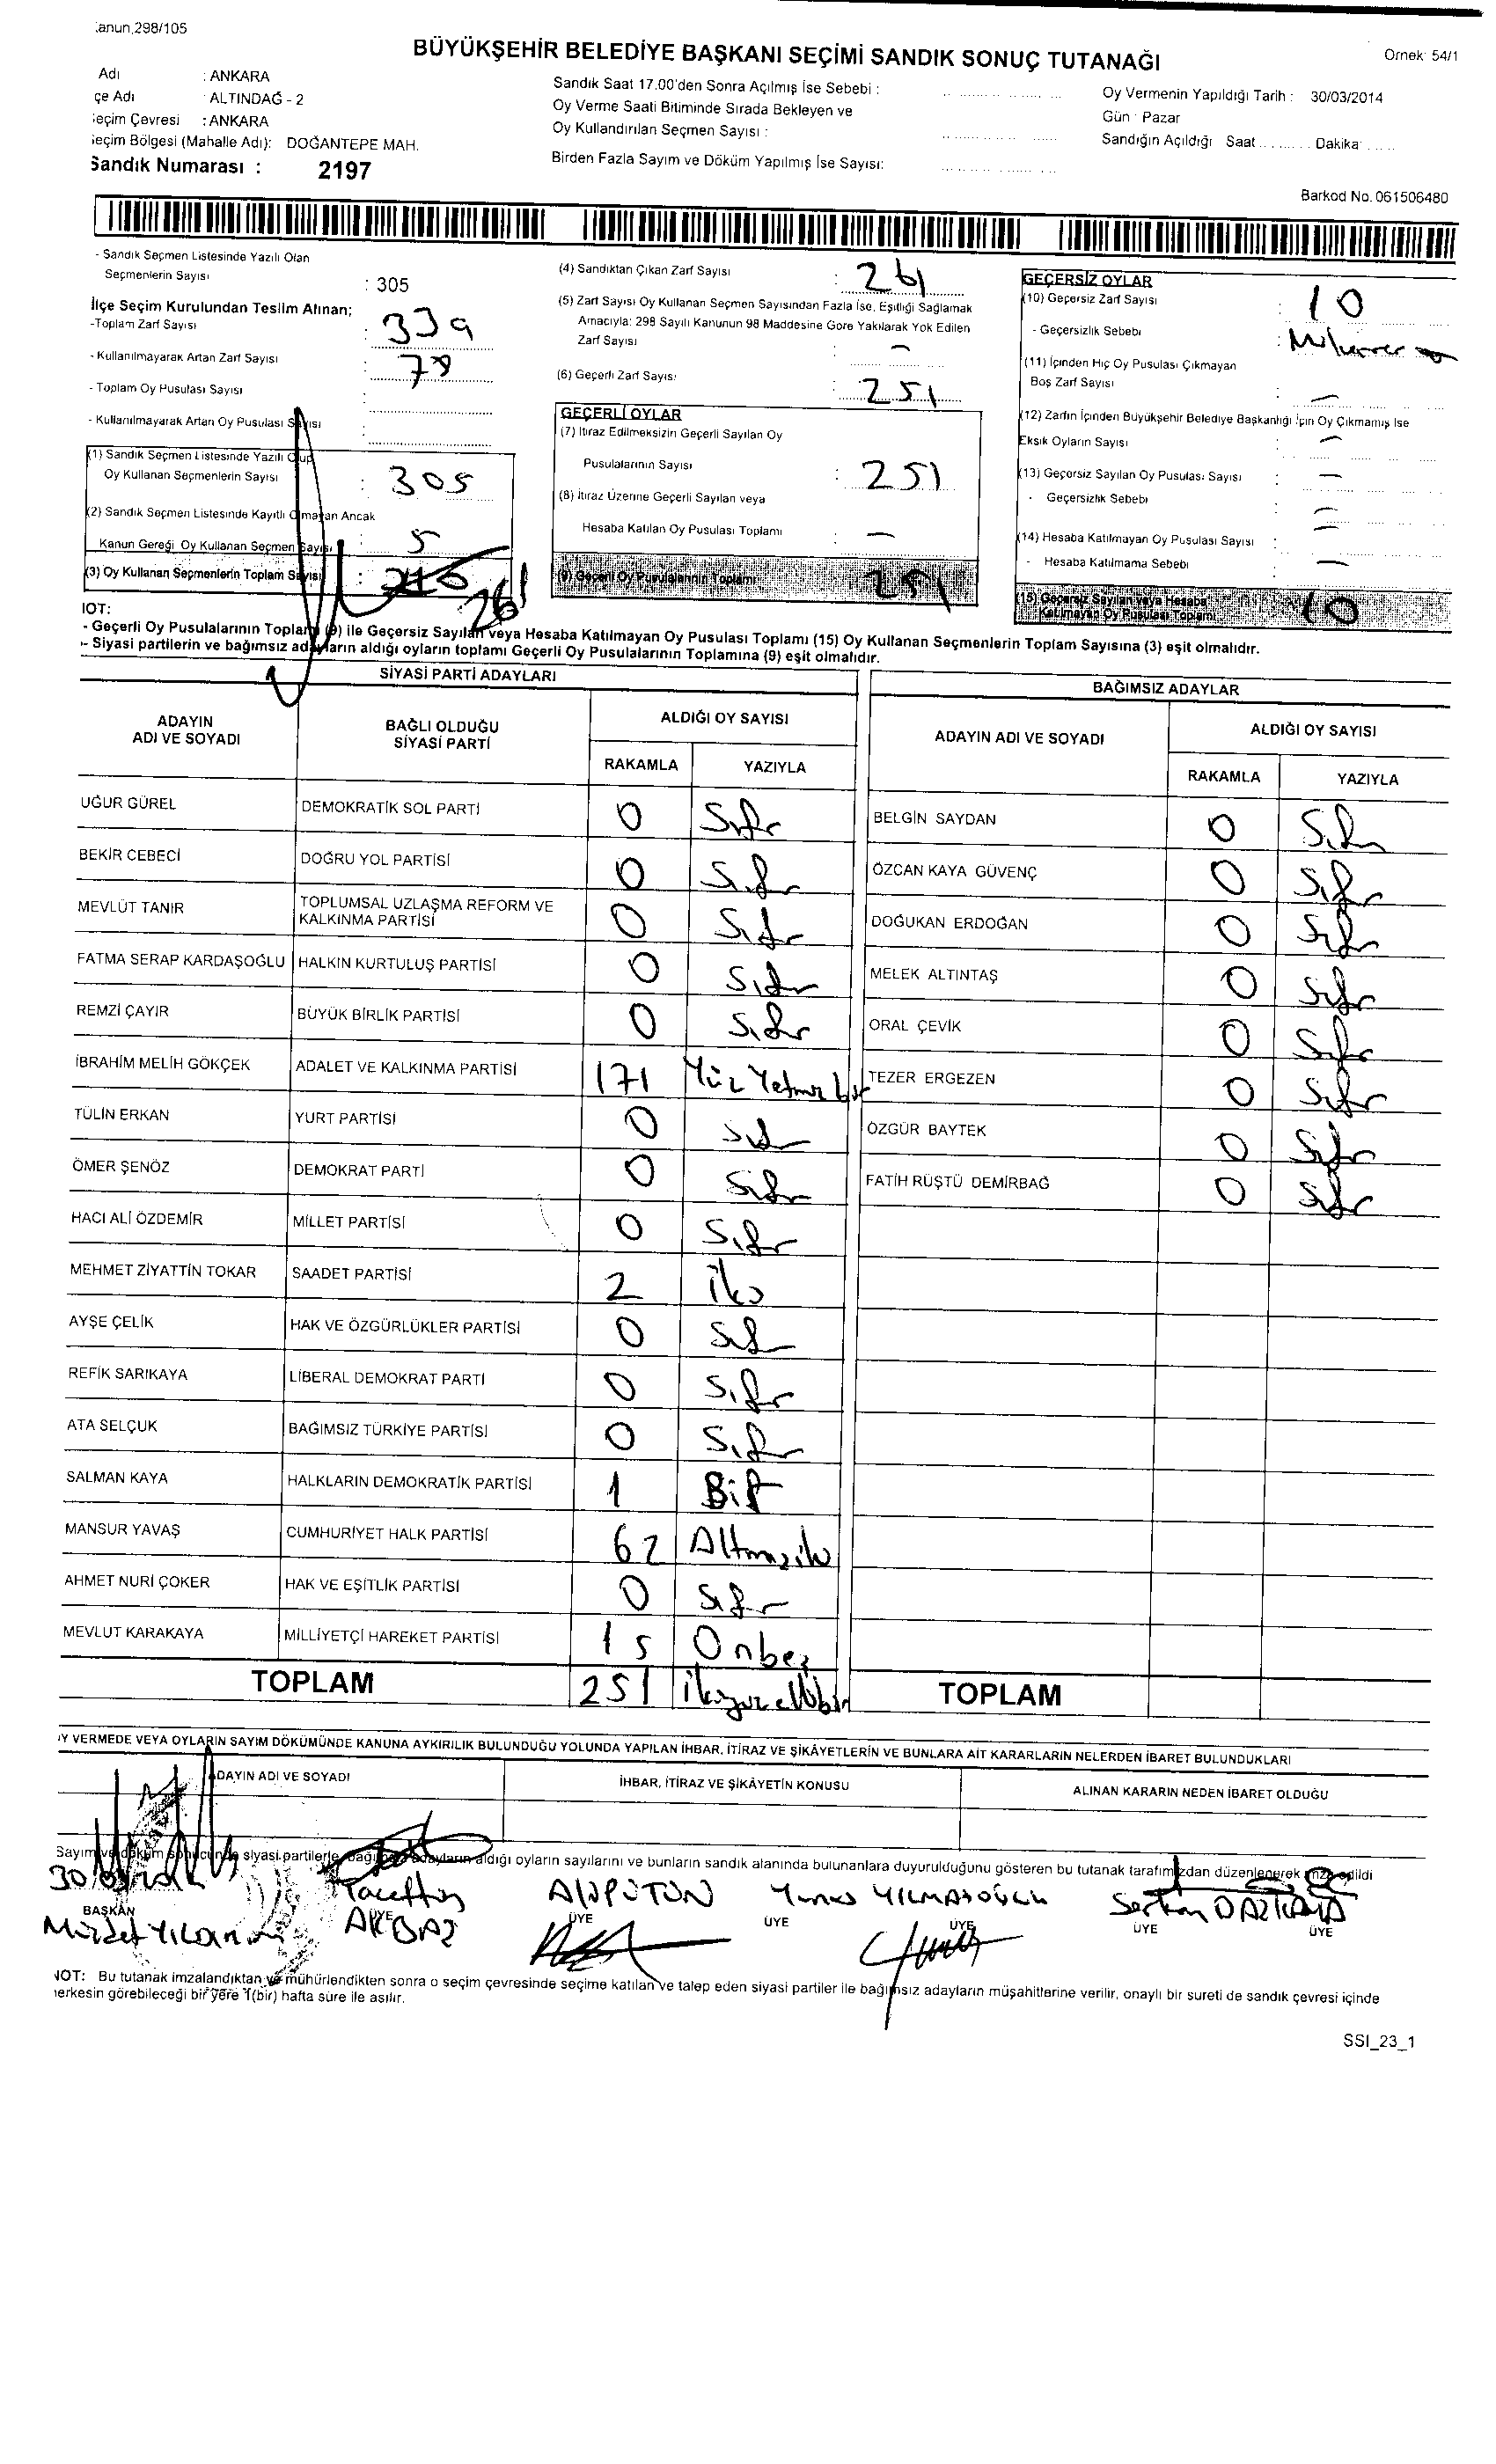 Kanun,298/105
BÜYÜKŞEHİR BELEDİYE BAŞKANI SEÇİMİ SANDIK SONUÇ TUTANAĞI
Örnek: 54/1
Adı : ANKARA
çe Adı ALTINDAĞ - 2
Seçim Çevresi : ANKARA
Seçim Bölgesi (Mahalle Adı): DOĞANTEPE MAH.
Sandık Numarası : 2197
Sandık Saat 17.00'den Sonra Açılmış İse Sebebi :
Oy Verme Saati Bitiminde Sırada Bekleyen ve
Oy Kullandırılan Seçmen Sayısı :
Birden Fazla Sayım ve Döküm Yapılmış İse Sayısı:
Oy Vermenin Yapıldığı Tarih : 30/03/2014
Gün : Pazar
Sandığın Açıldığı Saat ......... Dakika ......
Barkod No. 061506480
- Sandık Seçmen Listesinde Yazılı Olan
Seçmenlerin Sayısı : 305
İlçe Seçim Kurulundan Teslim Alınan;
-Toplam Zarf Sayısı : 339
- Kullanılmayarak Artan Zarf Sayısı : 78
- Toplam Oy Pusulası Sayısı :
- Kullanılmayarak Artan Oy Pusulası Sayısı :
(1) Sandık Seçmen Listesinde Yazılı Olup
Oy Kullanan Seçmenlerin Sayısı : 305
(2) Sandık Seçmen Listesinde Kayıtlı Olmayan Ancak
Kanun Gereği Oy Kullanan Seçmen Sayısı : 5
(3) Oy Kullanan Seçmenlerin Toplam Sayısı : 261
(4) Sandıktan Çıkan Zarf Sayısı : 261
(5) Zarf Sayısı Oy Kullanan Seçmen Sayısından Fazla İse, Eşitliği Sağlamak
Amacıyla: 298 Sayılı Kanunun 98 Maddesine Göre Yakılarak Yok Edilen
Zarf Sayısı : -
(6) Geçerli Zarf Sayısı : 251
GEÇERLİ OYLAR
(7) İtiraz Edilmeksizin Geçerli Sayılan Oy
Pusulalarının Sayısı : 251
(8) İtiraz Üzerine Geçerli Sayılan veya
Hesaba Katılan Oy Pusulası Toplamı : -
(9) Geçerli Oy Pusulalarının Toplamı 251
GEÇERSİZ OYLAR
(10) Geçersiz Zarf Sayısı : 10
- Geçersizlik Sebebi :
(11) İçinden Hiç Oy Pusulası Çıkmayan
Boş Zarf Sayısı : -
(12) Zarfın İçinden Büyükşehir Belediye Başkanlığı İçin Oy Çıkmamış İse
Eksik Oyların Sayısı : -
(13) Geçersiz Sayılan Oy Pusulası Sayısı : -
- Geçersizlik Sebebi : -
(14) Hesaba Katılmayan Oy Pusulası Sayısı : -
- Hesaba Katılmama Sebebi : -
(15) Geçersiz Sayılan veya Hesaba
Katılmayan Oy Pusulası Toplamı 10
NOT:
- Geçerli Oy Pusulalarının Toplamı (9) ile Geçersiz Sayılan veya Hesaba Katılmayan Oy Pusulası Toplamı (15) Oy Kullanan Seçmenlerin Toplam Sayısına (3) eşit olmalıdır.
- Siyasi partilerin ve bağımsız adayların aldığı oyların toplamı Geçerli Oy Pusulalarının Toplamına (9) eşit olmalıdır.
SİYASİ PARTİ ADAYLARI
ADAYIN ADI VE SOYADI BAĞLI OLDUĞU SİYASİ PARTİ ALDIĞI OY SAYISI
RAKAMLA YAZIYLA
UĞUR GÜREL DEMOKRATİK SOL PARTİ 0 Sıfır
BEKİR CEBECİ DOĞRU YOL PARTİSİ 0 Sıfır
MEVLÜT TANIR TOPLUMSAL UZLAŞMA REFORM VE KALKINMA PARTİSİ 0 Sıfır
FATMA SERAP KARDAŞOĞLU HALKIN KURTULUŞ PARTİSİ 0 Sıfır
REMZİ ÇAYIR BÜYÜK BİRLİK PARTİSİ 0 Sıfır
İBRAHİM MELİH GÖKÇEK ADALET VE KALKINMA PARTİSİ 171 Yüz Yetmiş bir
TÜLİN ERKAN YURT PARTİSİ 0 Sıfır
ÖMER ŞENÖZ DEMOKRAT PARTİ 0 Sıfır
HACI ALİ ÖZDEMİR MİLLET PARTİSİ 0 Sıfır
MEHMET ZİYATTİN TOKAR SAADET PARTİSİ 2 İki
AYŞE ÇELİK HAK VE ÖZGÜRLÜKLER PARTİSİ 0 Sıfır
REFİK SARIKAYA LİBERAL DEMOKRAT PARTİ 0 Sıfır
ATA SELÇUK BAĞIMSIZ TÜRKİYE PARTİSİ 0 Sıfır
SALMAN KAYA HALKLARIN DEMOKRATİK PARTİSİ 1 Bir
MANSUR YAVAŞ CUMHURİYET HALK PARTİSİ 62 Altmışiki
AHMET NURİ ÇOKER HAK VE EŞİTLİK PARTİSİ 0 Sıfır
MEVLUT KARAKAYA MİLLİYETÇİ HAREKET PARTİSİ 15 Onbeş
TOPLAM 251 ikiyüzellibir
BAĞIMSIZ ADAYLAR
ADAYIN ADI VE SOYADI ALDIĞI OY SAYISI
RAKAMLA YAZIYLA
BELGİN SAYDAN 0 Sıfır
ÖZCAN KAYA GÜVENÇ 0 Sıfır
DOĞUKAN ERDOĞAN 0 Sıfır
MELEK ALTINTAŞ 0 Sıfır
ORAL ÇEVİK 0 Sıfır
TEZER ERGEZEN 0 Sıfır
ÖZGÜR BAYTEK 0 Sıfır
FATİH RÜŞTÜ DEMİRBAĞ 0 Sıfır
TOPLAM
OY VERMEDE VEYA OYLARIN SAYIM DÖKÜMÜNDE KANUNA AYKIRILIK BULUNDUĞU YOLUNDA YAPILAN İHBAR, İTİRAZ VE ŞİKÂYETLERİN VE BUNLARA AİT KARARLARIN NELERDEN İBARET BULUNDUKLARI
ADAYIN ADI VE SOYADI İHBAR, İTİRAZ VE ŞİKÂYETİN KONUSU ALINAN KARARIN NEDEN İBARET OLDUĞU
Sayım ve döküm sonucunda siyasi partilerle bağımsız adayların aldığı oyların sayılarını ve bunların sandık alanında bulunanlara duyurulduğunu gösteren bu tutanak tarafımızdan düzenlenerek imza edildi
Tacettin AKBAZ ALİ PÜTÜN Yunus YILMAZOĞLU Serkan DAZKAYA
BAŞKAN ÜYE ÜYE ÜYE ÜYE ÜYE ÜYE
NOT: Bu tutanak imzalandıktan ve mühürlendikten sonra o seçim çevresinde seçime katılan ve talep eden siyasi partiler ile bağımsız adayların müşahitlerine verilir, onaylı bir sureti de sandık çevresi içinde
herkesin görebileceği bir yere 1(bir) hafta süre ile asılır.
SSI_23_1